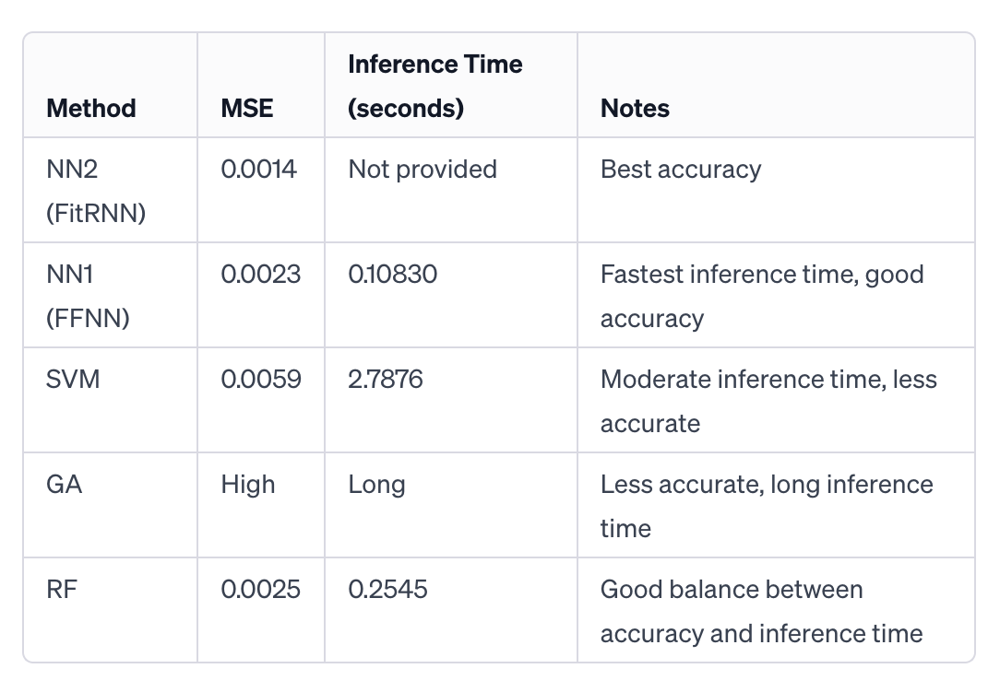 Method MSE Inference Time (seconds) Notes
NN2 (FitRNN) 0.0014 Not provided Best accuracy
NN1 (FFNN) 0.0023 0.10830 Fastest inference time, good accuracy
SVM 0.0059 2.7876 Moderate inference time, less accurate
GA High Long Less accurate, long inference time
RF 0.0025 0.2545 Good balance between accuracy and inference time